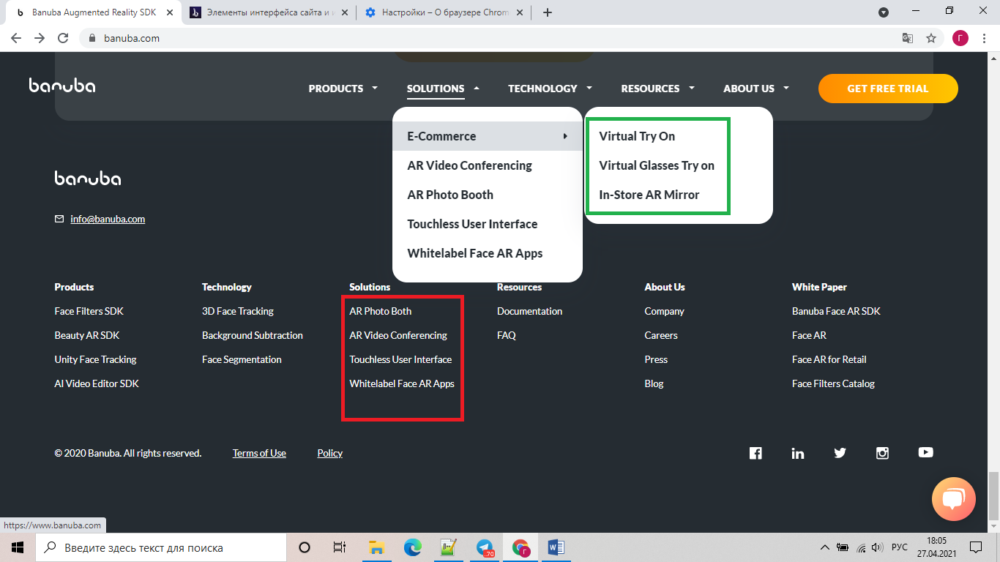 Banuba Augmented Reality SDK
Элементы интерфейса сайта и и
Настройки – О браузере Chrom
banuba.com
Г
banuba
PRODUCTS
SOLUTIONS
TECHNOLOGY
RESOURCES
ABOUT US
GET FREE TRIAL
E-Commerce
AR Video Conferencing
AR Photo Booth
Touchless User Interface
Whitelabel Face AR Apps
Virtual Try On
Virtual Glasses Try on
In-Store AR Mirror
banuba
info@banuba.com
Products
Face Filters SDK
Beauty AR SDK
Unity Face Tracking
AI Video Editor SDK
Technology
3D Face Tracking
Background Subtraction
Face Segmentation
Solutions
AR Photo Both
AR Video Conferencing
Touchless User Interface
Whitelabel Face AR Apps
Resources
Documentation
FAQ
About Us
Company
Careers
Press
Blog
White Paper
Banuba Face AR SDK
Face AR
Face AR for Retail
Face Filters Catalog
© 2020 Banuba. All rights reserved.
Terms of Use
Policy
https://www.banuba.com
Введите здесь текст для поиска
.70
Г
РУС
18:05
27.04.2021